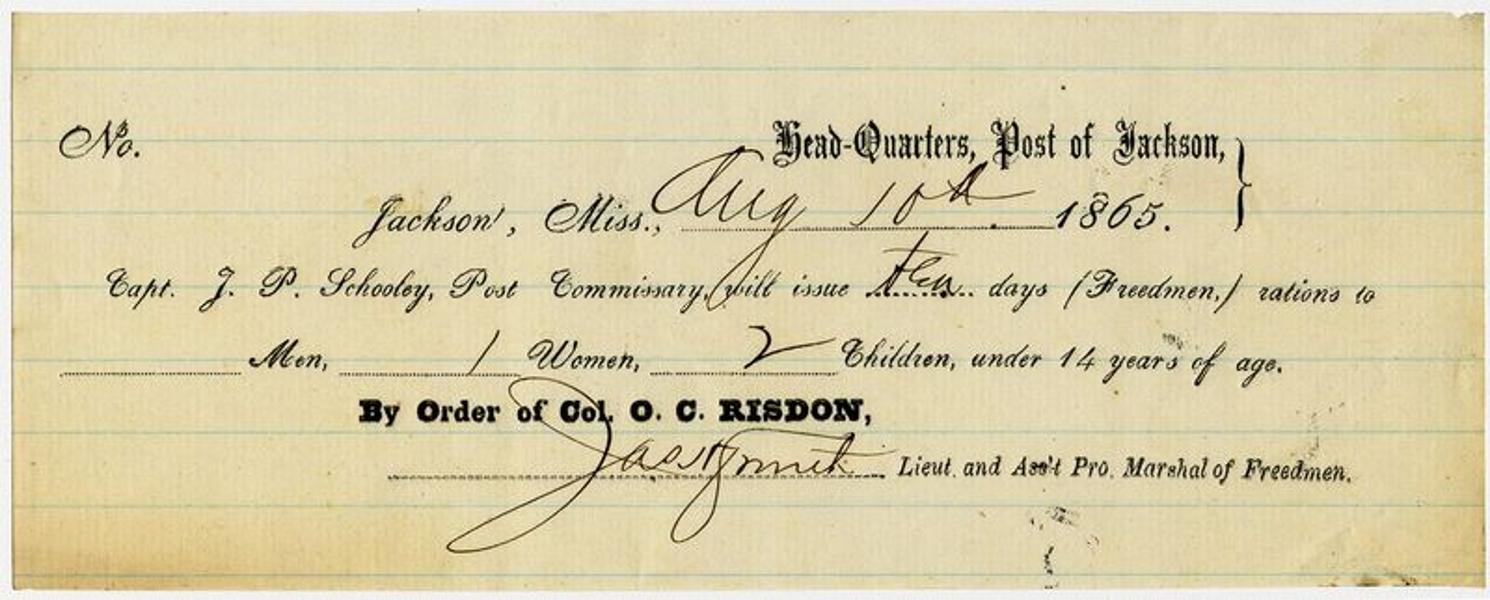 No.
Head-Quarters, Post of Jackson,
Jackson, Miss., Aug 10th 1865.
Capt. J. P. Schooley, Post Commissary, will issue ten days (Freedmen,) rations to
Men, 1 Women, 2 Children, under 14 years of age.
By Order of Col. O. C. RISDON,
Lieut. and Ass't Pro. Marshal of Freedmen.